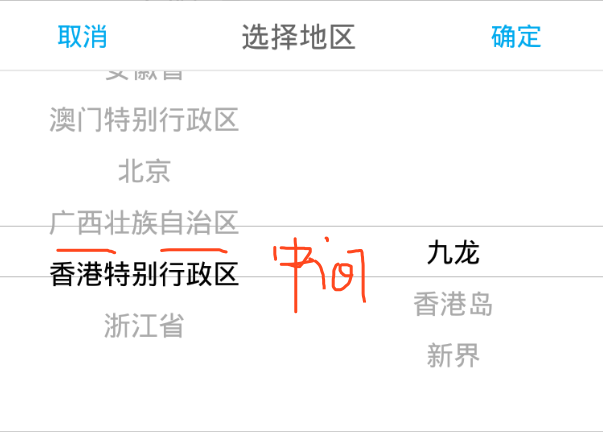 取消 选择地区 确定
安徽省
澳门特别行政区
北京
广西壮族自治区
香港特别行政区
浙江省
中间
九龙
香港岛
新界